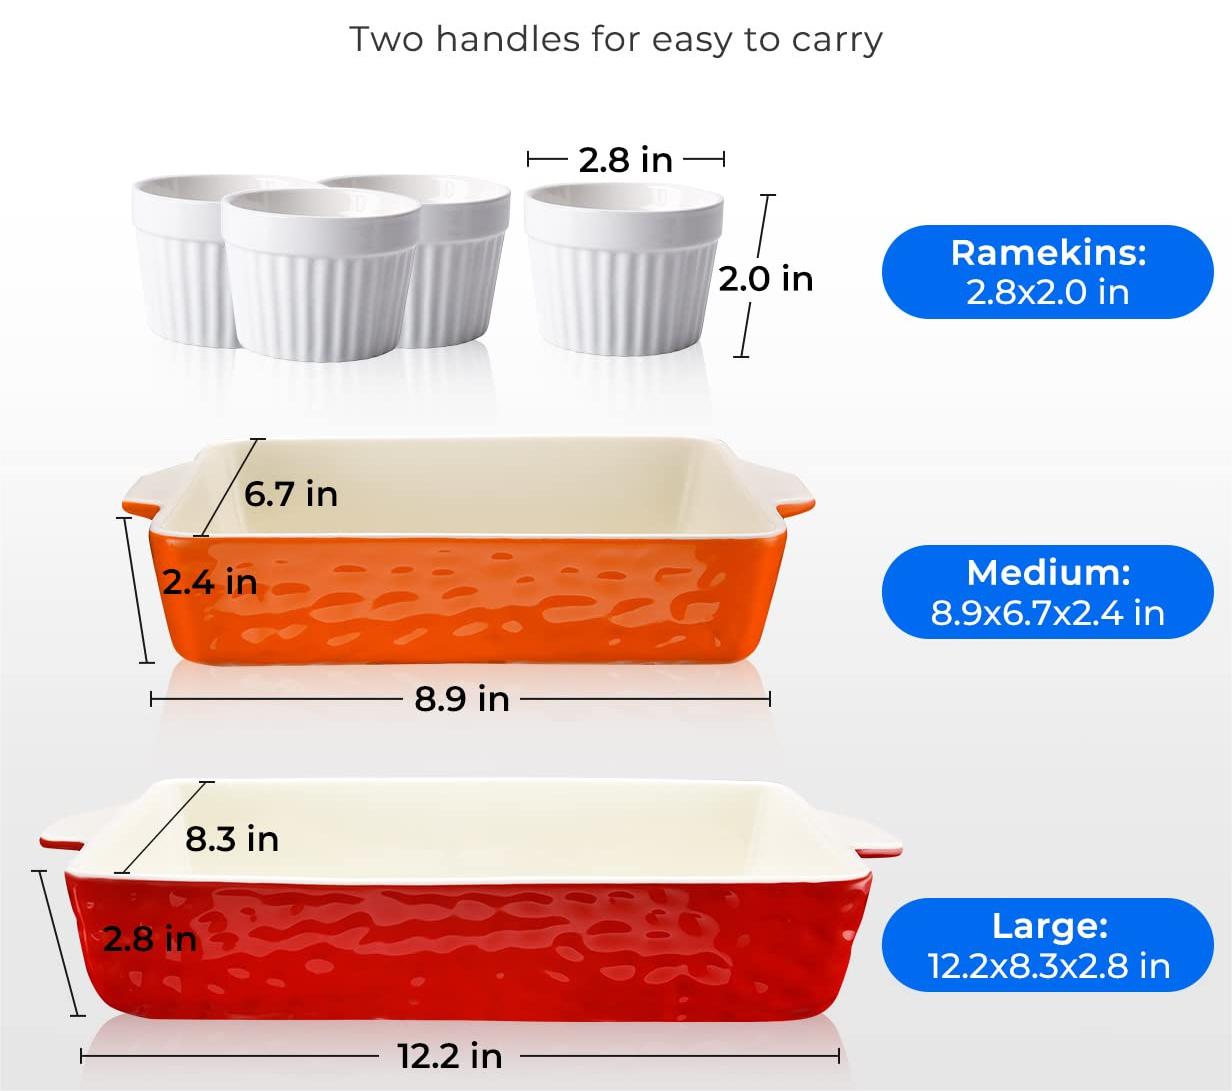 Two handles for easy to carry
2.8 in
2.0 in
Ramekins:
2.8x2.0 in
6.7 in
2.4 in
8.9 in
Medium:
8.9x6.7x2.4 in
8.3 in
2.8 in
12.2 in
Large:
12.2x8.3x2.8 in